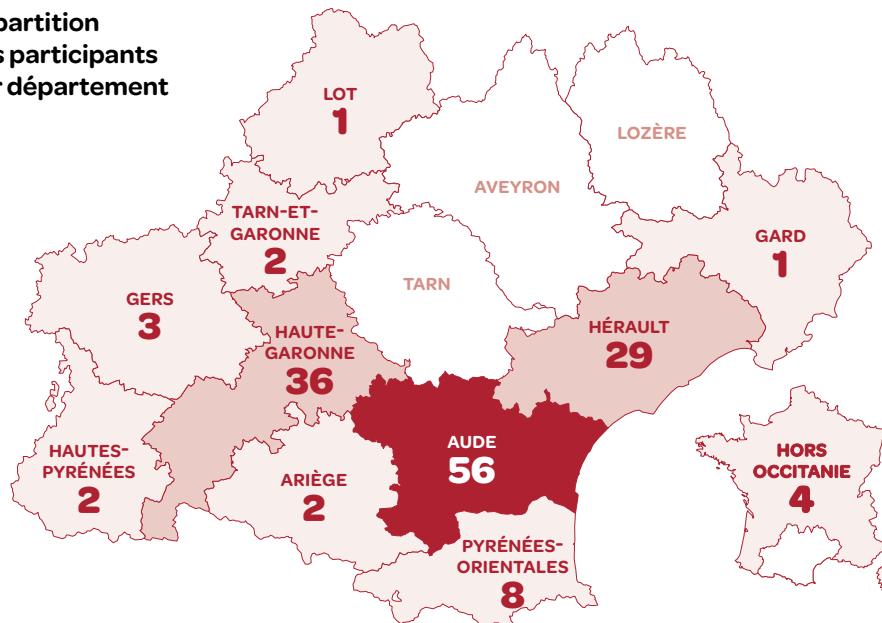 partition
s participants
r département
LOT
1
LOZÈRE
AVEYRON
TARN-ET-
GARONNE
2
GARD
1
TARN
GERS
3
HAUTE-
GARONNE
36
HÉRAULT
29
AUDE
56
HAUTES-
PYRÉNÉES
2
ARIÈGE
2
HORS
OCCITANIE
4
PYRÉNÉES-
ORIENTALES
8